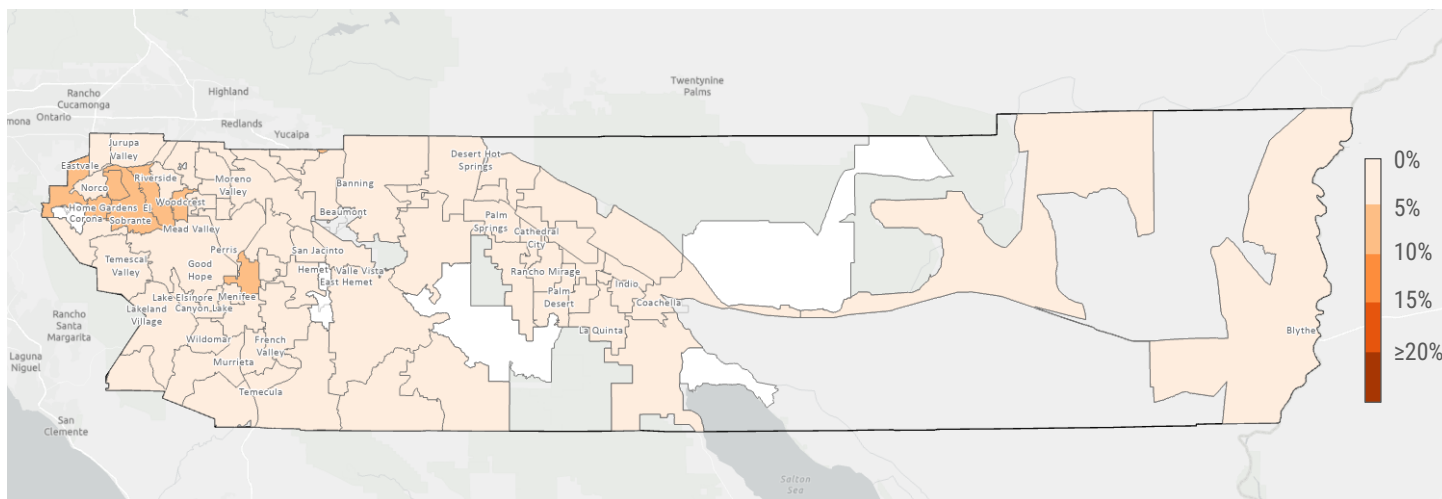 Twentynine
Palms
Rancho
Cucamonga
Highland
mona
Ontario
Redlands
Yucaipa
Jurupa
Valley
Desert Hot
Springs
Eastvale
Riverside
Norco
Moreno
Valley
Banning
0%
Woodcrest
Home Gardens
El
Sobrante
Corona
Beaumont
5%
Mead Valley
Palm
Springs
Cathedral
City
Perris
San Jacinto
10%
Temescal
Valley
Good
Hope
Hemet
Valle Vista
East Hemet
Rancho Mirage
Indio
Palm
Desert
Coachella
15%
Lake Elsinore
Menifee
Canyon Lake
Lakeland
Village
Rancho
Santa
Margarita
La Quinta
Blythe
Wildomar
French
Valley
≥20%
Laguna
Niguel
Murrieta
Temecula
San
Clemente
Salton
Sea